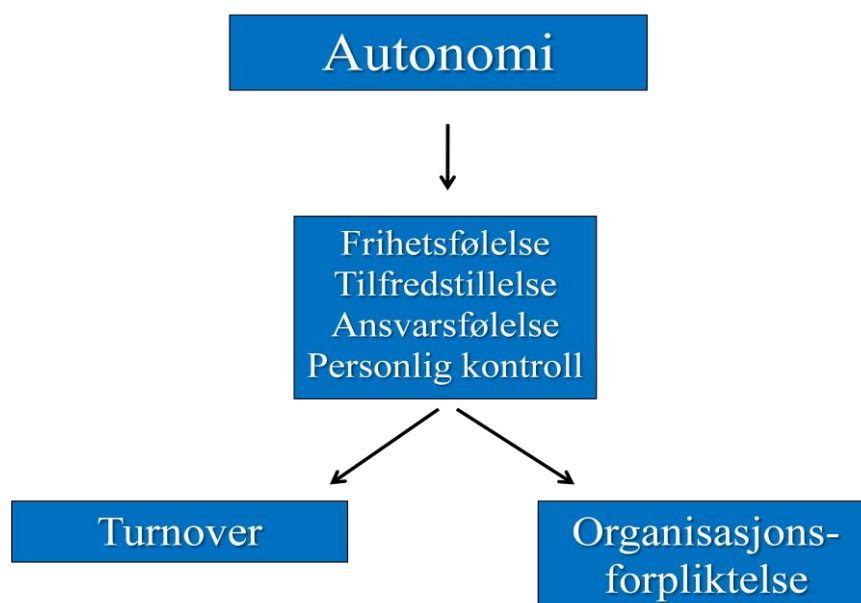 Autonomi
Frihetsfølelse
Tilfredstillelse
Ansvarsfølelse
Personlig kontroll
Turnover
Organisasjons-
forpliktelse